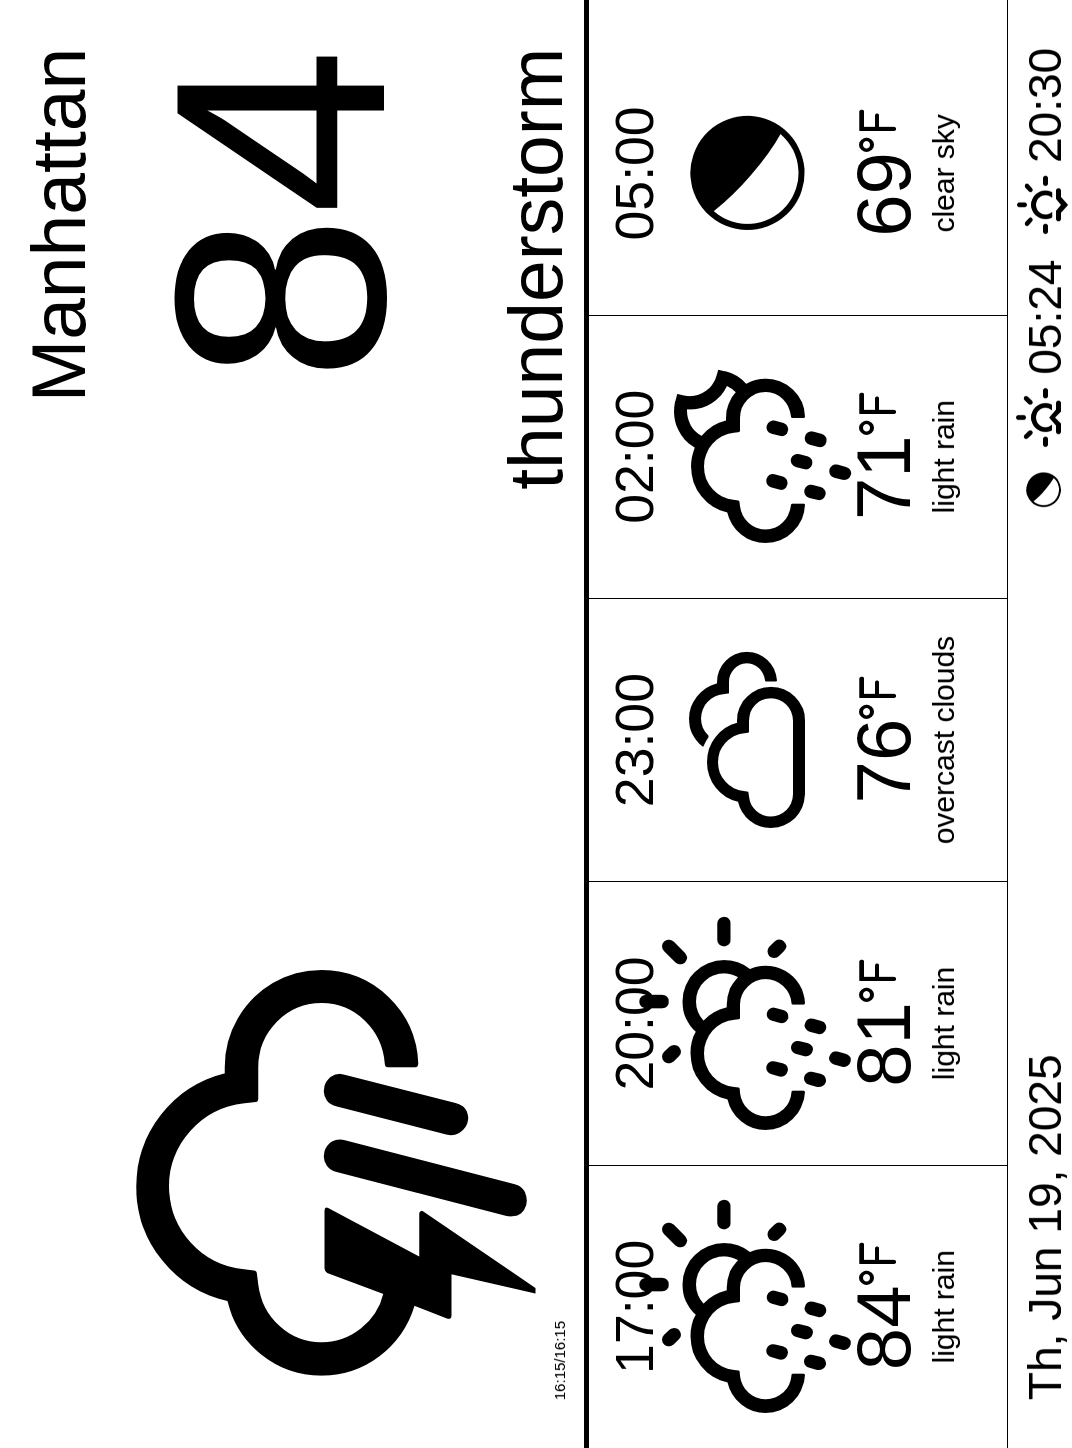 Manhattan
84
thunderstorm
16:15/16:15
17:00 20:00 23:00 02:00 05:00
84°F 81°F 76°F 71°F 69°F
light rain light rain overcast clouds light rain clear sky
Th, Jun 19, 2025 05:24 20:30